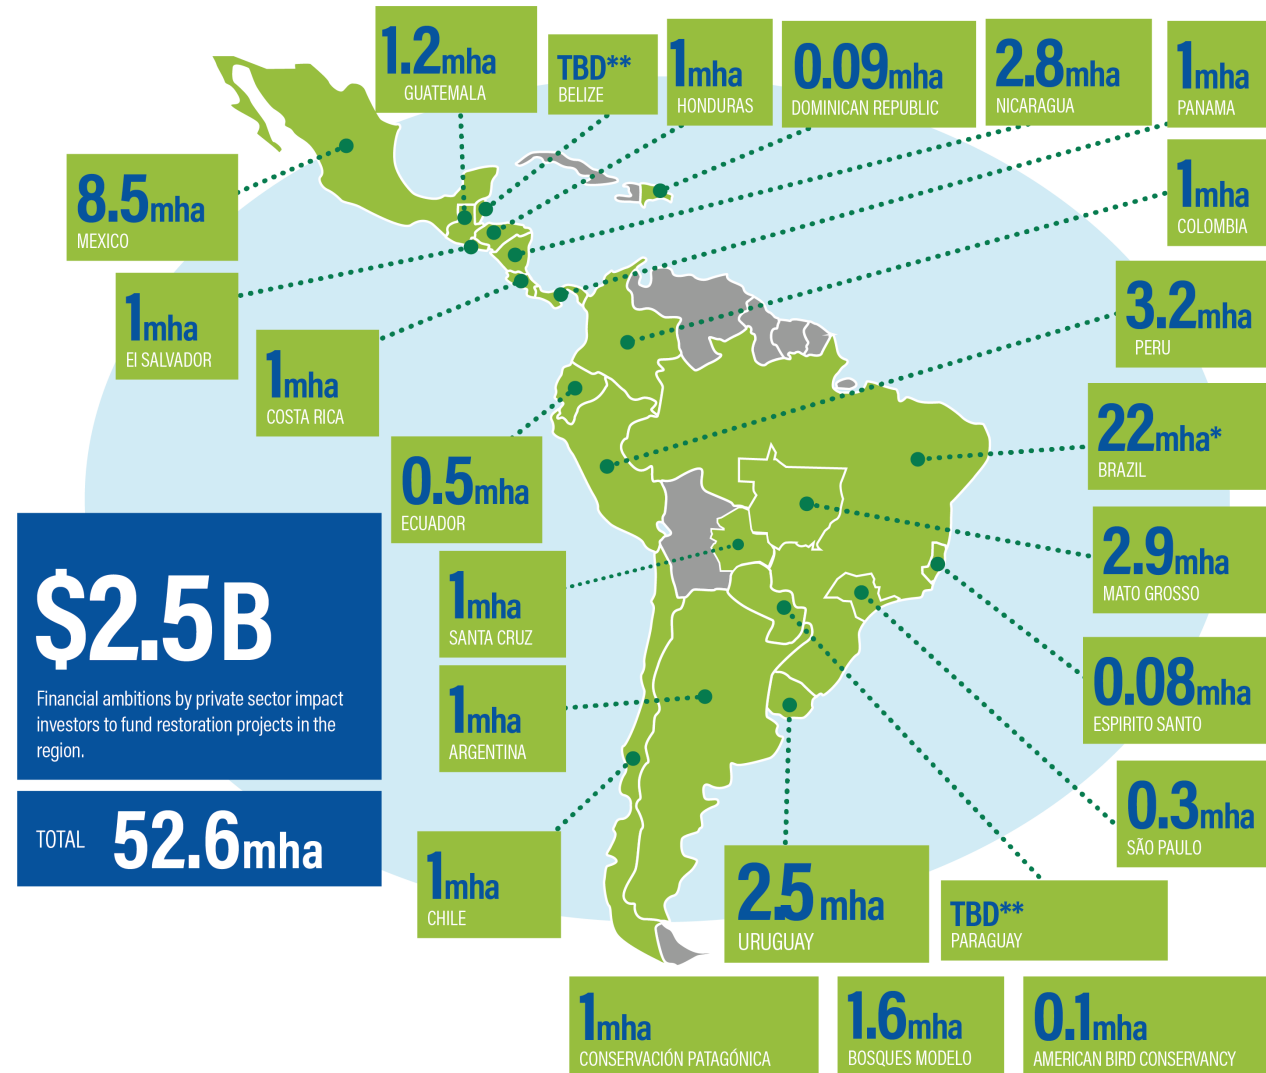 1.2mha
GUATEMALA
TBD**
BELIZE
1mha
HONDURAS
0.09mha
DOMINICAN REPUBLIC
2.8mha
NICARAGUA
1mha
PANAMA
8.5mha
MEXICO
1mha
COLOMBIA
1mha
El SALVADOR
3.2mha
PERU
1mha
COSTA RICA
22mha*
BRAZIL
0.5mha
ECUADOR
2.9mha
MATO GROSSO
$2.5B
Financial ambitions by private sector impact
investors to fund restoration projects in the
region.
1mha
SANTA CRUZ
0.08mha
ESPIRITO SANTO
1mha
ARGENTINA
0.3mha
SÃO PAULO
TOTAL 52.6mha
1mha
CHILE
2.5 mha
URUGUAY
TBD**
PARAGUAY
1mha
CONSERVACIÓN PATAGÓNICA
1.6mha
BOSQUES MODELO
0.1mha
AMERICAN BIRD CONSERVANCY